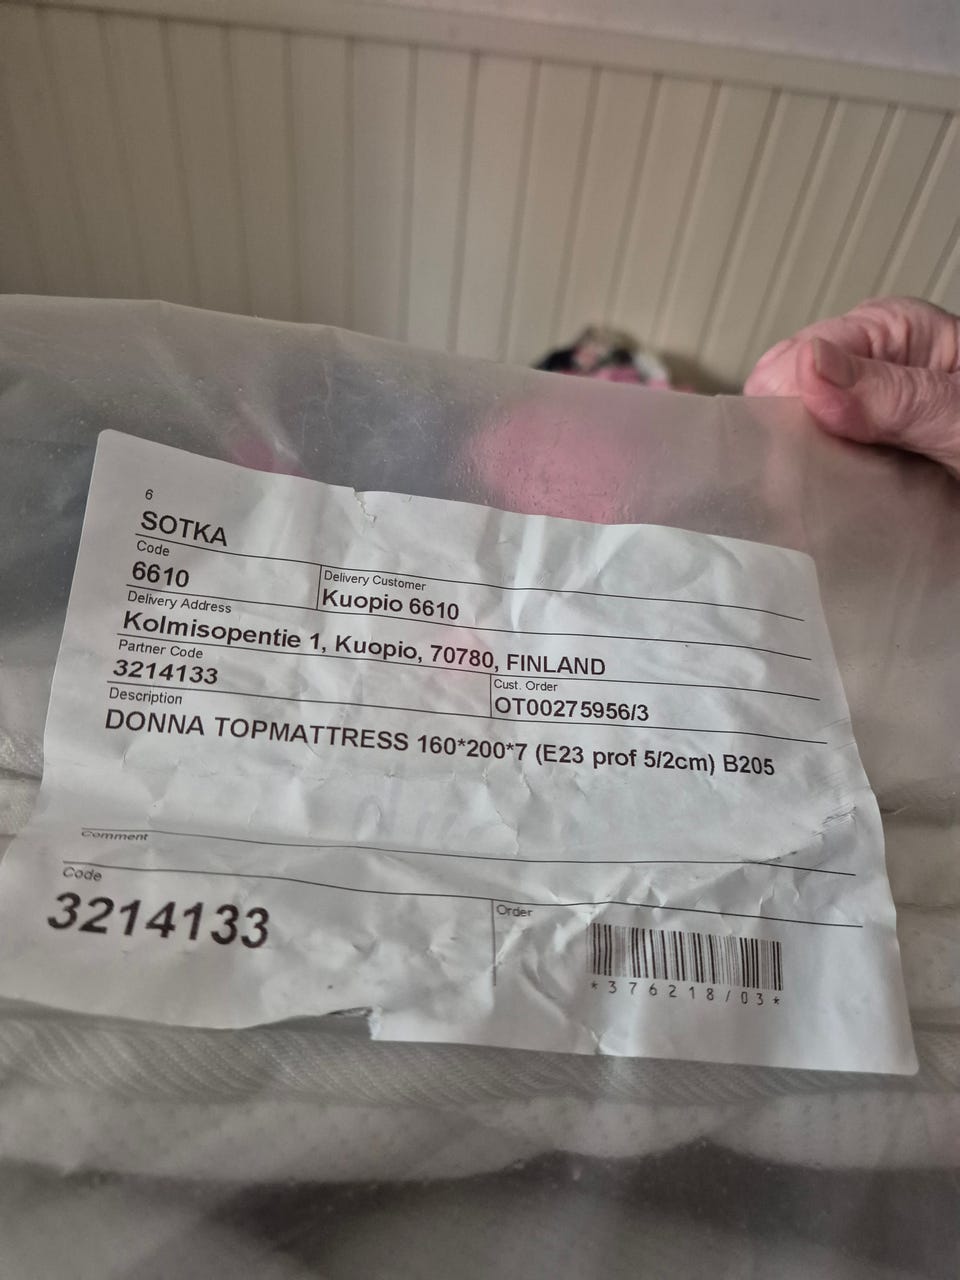 6
SOTKA
Code
6610
Delivery Customer
Kuopio 6610
Delivery Address
Kolmisopentie 1, Kuopio, 70780, FINLAND
Partner Code
3214133
Cust. Order
OT00275956/3
Description
DONNA TOPMATTRESS 160*200*7 (E23 prof 5/2cm) B205
Comment
Code
3214133
Order
*376218/03*